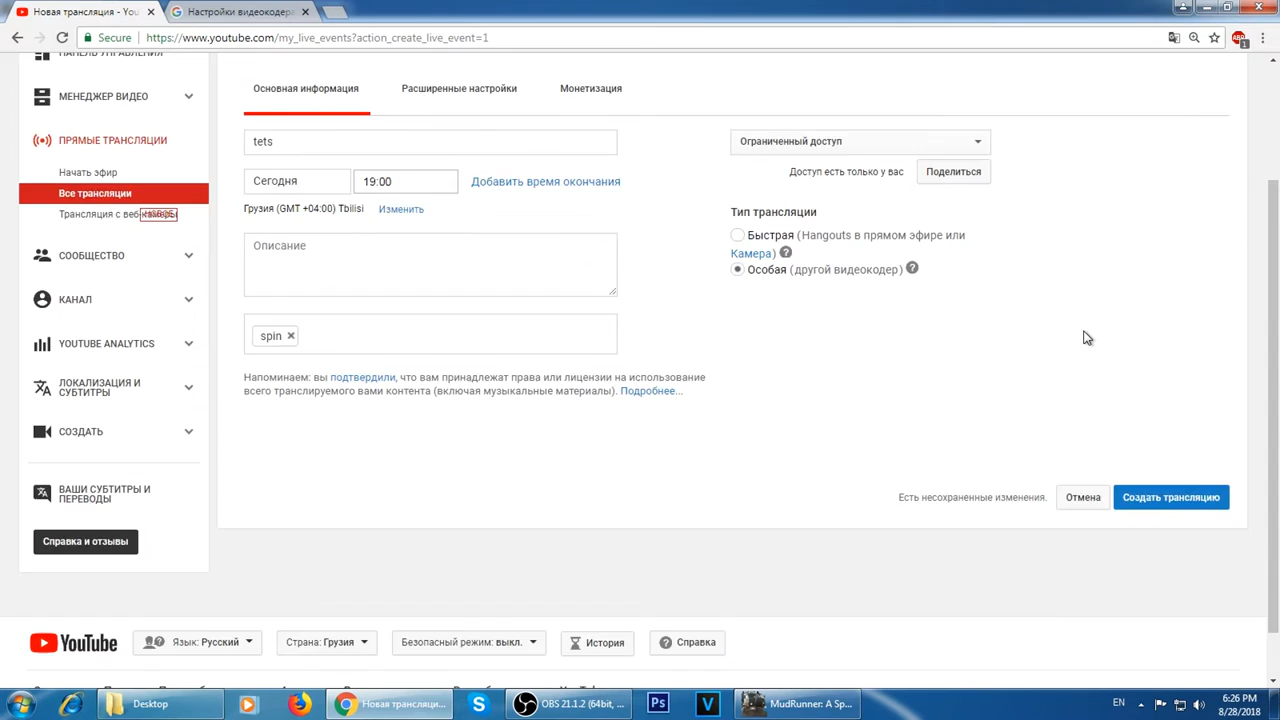 Новая трансляция - You
Настройки видеокодера
Secure
https://www.youtube.com/my_live_events?action_create_live_event=1
ABP
1
ПАНЕЛЬ УПРАВЛЕНИЯ
МЕНЕДЖЕР ВИДЕО
ПРЯМЫЕ ТРАНСЛЯЦИИ
Начать эфир
Все трансляции
Трансляция с веб-камеры
СООБЩЕСТВО
КАНАЛ
YOUTUBE ANALYTICS
ЛОКАЛИЗАЦИЯ И
СУБТИТРЫ
СОЗДАТЬ
ВАШИ СУБТИТРЫ И
ПЕРЕВОДЫ
Справка и отзывы
Основная информация
Расширенные настройки
Монетизация
tets
Сегодня
19:00
Добавить время окончания
Грузия (GMT +04:00) Tbilisi
Изменить
Описание
spin
Напоминаем: вы подтвердили, что вам принадлежат права или лицензии на использование
всего транслируемого вами контента (включая музыкальные материалы). Подробнее...
Ограниченный доступ
Доступ есть только у вас
Поделиться
Тип трансляции
Быстрая (Hangouts в прямом эфире или
Камера) ?
Особая (другой видеокодер) ?
Есть несохраненные изменения.
Отмена
Создать трансляцию
YouTube
Язык: Русский
Страна: Грузия
Безопасный режим: выкл.
История
Справка
Desktop
Новая трансляци...
OBS 21.1.2 (64bit, ...
Ps
MudRunner: A Sp...
EN
6:26 PM
8/28/2018